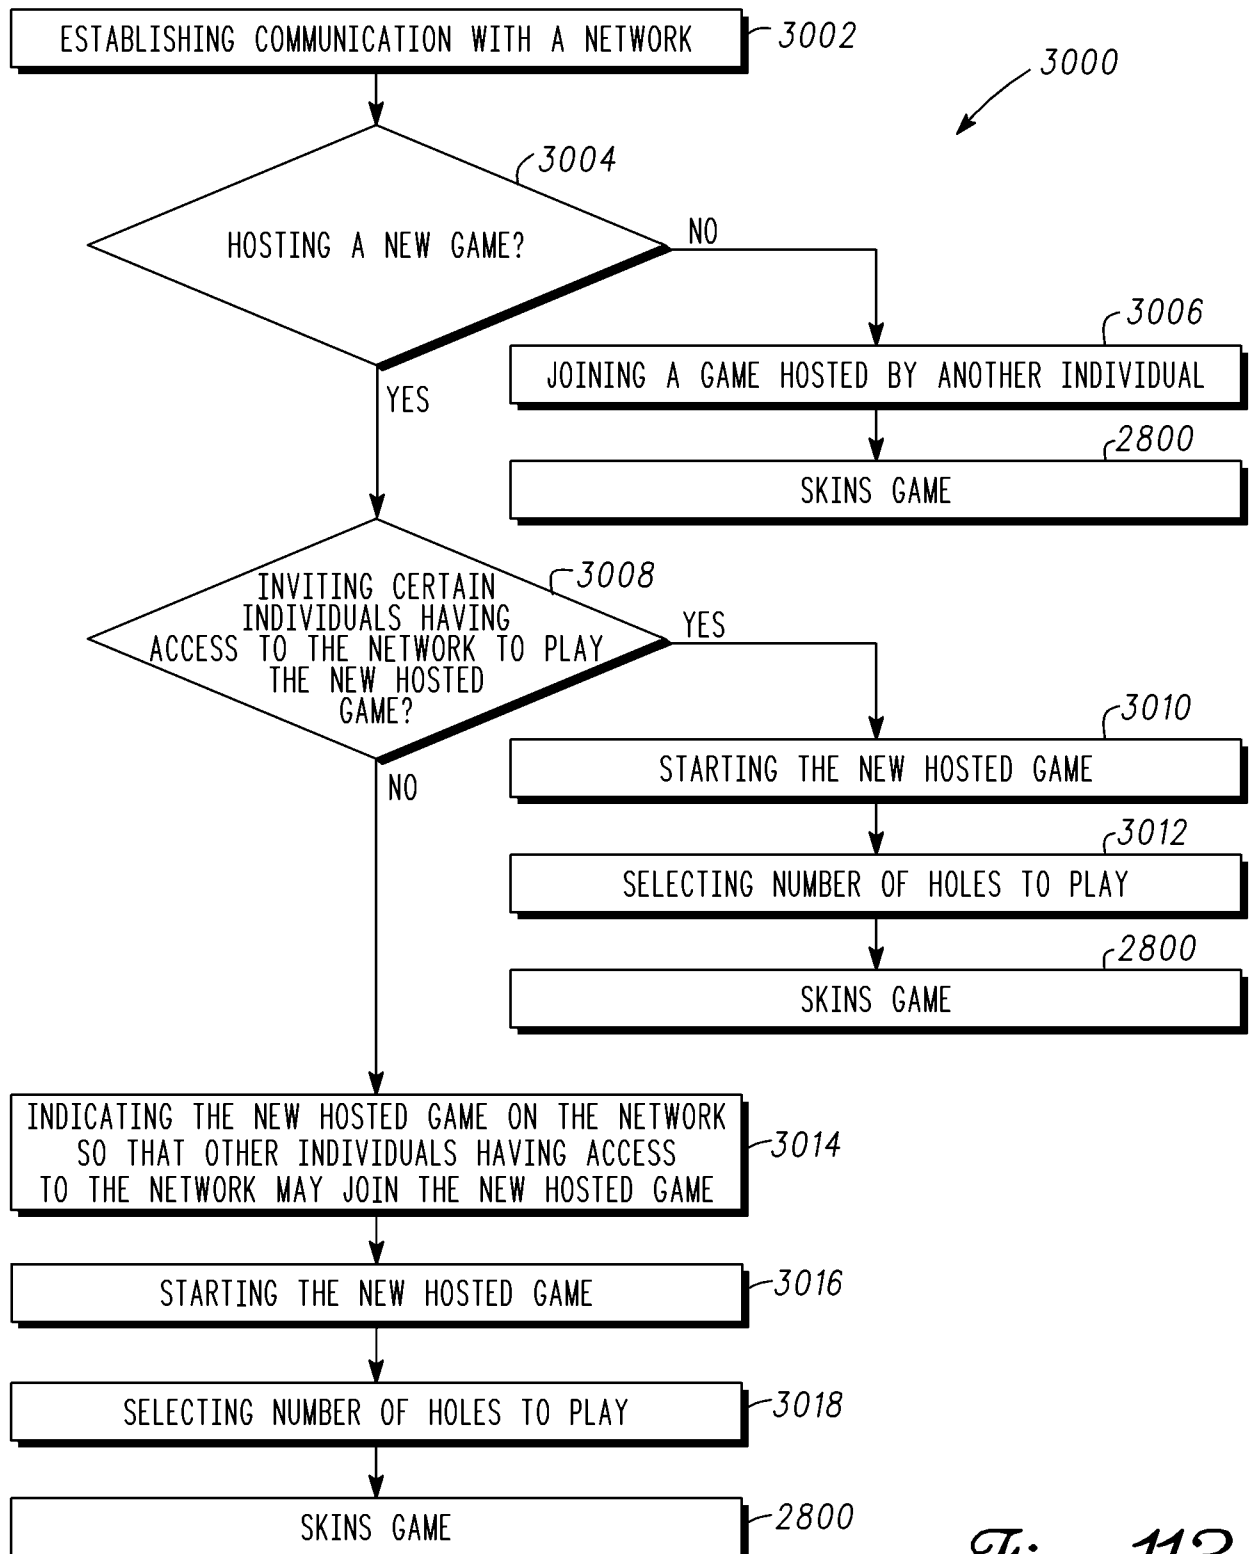 ESTABLISHING COMMUNICATION WITH A NETWORK
3002
3000
3004
HOSTING A NEW GAME?
NO
3006
JOINING A GAME HOSTED BY ANOTHER INDIVIDUAL
YES
2800
SKINS GAME
3008
INVITING CERTAIN
INDIVIDUALS HAVING
ACCESS TO THE NETWORK TO PLAY
THE NEW HOSTED
GAME?
YES
3010
STARTING THE NEW HOSTED GAME
NO
3012
SELECTING NUMBER OF HOLES TO PLAY
2800
SKINS GAME
INDICATING THE NEW HOSTED GAME ON THE NETWORK
SO THAT OTHER INDIVIDUALS HAVING ACCESS
TO THE NETWORK MAY JOIN THE NEW HOSTED GAME
3014
STARTING THE NEW HOSTED GAME
3016
SELECTING NUMBER OF HOLES TO PLAY
3018
SKINS GAME
2800